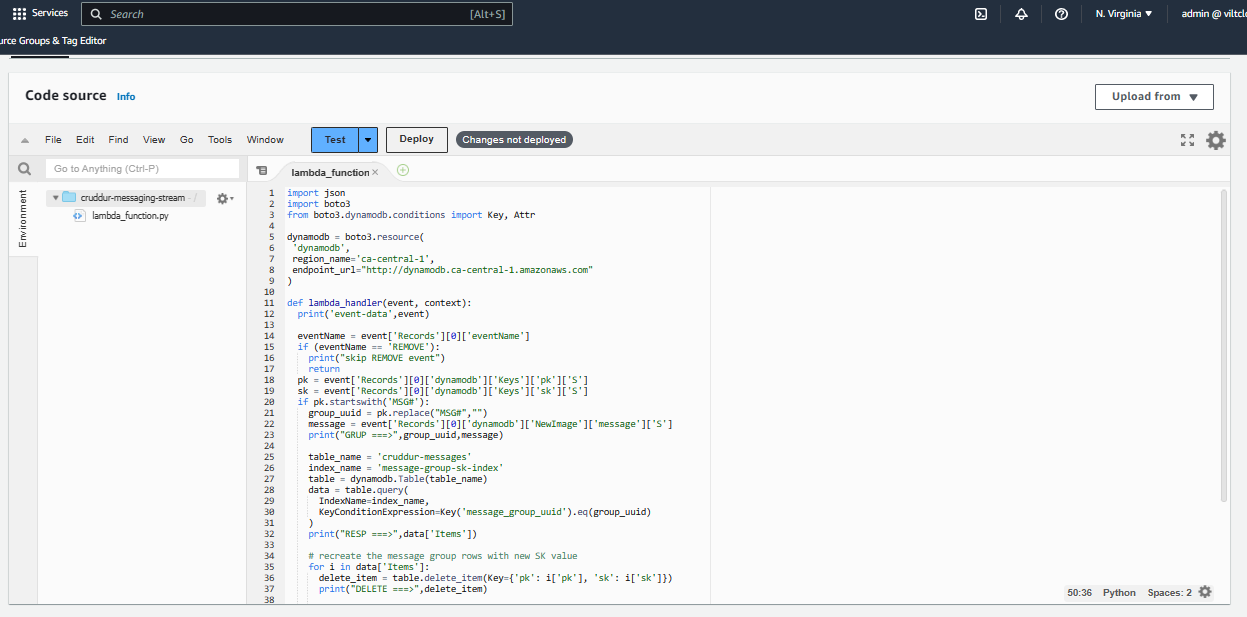 Services
Search
[Alt+S]
N. Virginia
admin @ viltclo
urce Groups & Tag Editor
Code source Info
Upload from
File Edit Find View Go Tools Window
Test
Deploy
Changes not deployed
Go to Anything (Ctrl-P)
lambda_function
Environment
cruddur-messaging-stream - /
lambda_function.py
1 import json
2 import boto3
3 from boto3.dynamodb.conditions import Key, Attr
4
5 dynamodb = boto3.resource(
6  'dynamodb',
7  region_name='ca-central-1',
8  endpoint_url="http://dynamodb.ca-central-1.amazonaws.com"
9 )
10
11 def lambda_handler(event, context):
12   print('event-data',event)
13
14   eventName = event['Records'][0]['eventName']
15   if (eventName == 'REMOVE'):
16     print("skip REMOVE event")
17     return
18   pk = event['Records'][0]['dynamodb']['Keys']['pk']['S']
19   sk = event['Records'][0]['dynamodb']['Keys']['sk']['S']
20   if pk.startswith('MSG#'):
21     group_uuid = pk.replace("MSG#","")
22     message = event['Records'][0]['dynamodb']['NewImage']['message']['S']
23     print("GRUP ===>",group_uuid,message)
24
25     table_name = 'cruddur-messages'
26     index_name = 'message-group-sk-index'
27     table = dynamodb.Table(table_name)
28     data = table.query(
29       IndexName=index_name,
30       KeyConditionExpression=Key('message_group_uuid').eq(group_uuid)
31     )
32     print("RESP ===>",data['Items'])
33
34     # recreate the message group rows with new SK value
35     for i in data['Items']:
36       delete_item = table.delete_item(Key={'pk': i['pk'], 'sk': i['sk']})
37       print("DELETE ===>",delete_item)
38
50:36 Python Spaces: 2